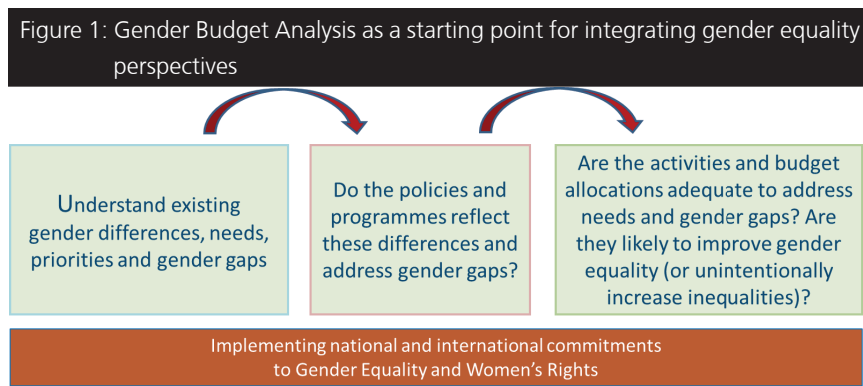 Figure 1: Gender Budget Analysis as a starting point for integrating gender equality
perspectives
Understand existing
gender differences, needs,
priorities and gender gaps
Do the policies and
programmes reflect
these differences and
address gender gaps?
Are the activities and budget
allocations adequate to address
needs and gender gaps? Are
they likely to improve gender
equality (or unintentionally
increase inequalities)?
Implementing national and international commitments
to Gender Equality and Women's Rights